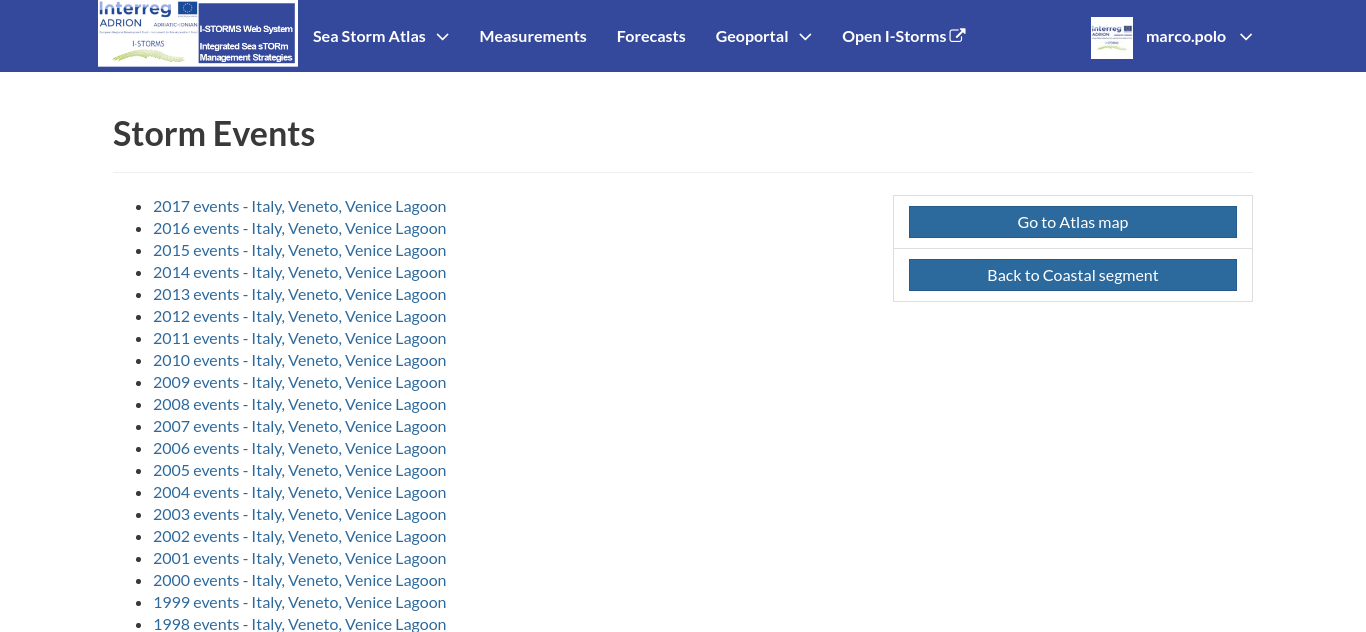 Interreg
ADRION ADRIATIC-IONIAN
I-STORMS
I-STORMS Web System
Integrated Sea sTORm
Management Strategies
Sea Storm Atlas
Measurements
Forecasts
Geoportal
Open I-Storms
marco.polo
Storm Events
2017 events - Italy, Veneto, Venice Lagoon
2016 events - Italy, Veneto, Venice Lagoon
2015 events - Italy, Veneto, Venice Lagoon
2014 events - Italy, Veneto, Venice Lagoon
2013 events - Italy, Veneto, Venice Lagoon
2012 events - Italy, Veneto, Venice Lagoon
2011 events - Italy, Veneto, Venice Lagoon
2010 events - Italy, Veneto, Venice Lagoon
2009 events - Italy, Veneto, Venice Lagoon
2008 events - Italy, Veneto, Venice Lagoon
2007 events - Italy, Veneto, Venice Lagoon
2006 events - Italy, Veneto, Venice Lagoon
2005 events - Italy, Veneto, Venice Lagoon
2004 events - Italy, Veneto, Venice Lagoon
2003 events - Italy, Veneto, Venice Lagoon
2002 events - Italy, Veneto, Venice Lagoon
2001 events - Italy, Veneto, Venice Lagoon
2000 events - Italy, Veneto, Venice Lagoon
1999 events - Italy, Veneto, Venice Lagoon
1998 events - Italy, Veneto, Venice Lagoon
Go to Atlas map
Back to Coastal segment